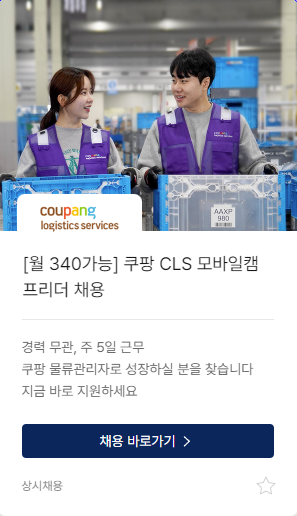 AAXP
980
coupang
logistics services
[월 340가능] 쿠팡 CLS 모바일캠
프리더 채용
경력 무관, 주 5일 근무
쿠팡 물류관리자로 성장하실 분을 찾습니다
지금 바로 지원하세요
채용 바로가기
상시채용